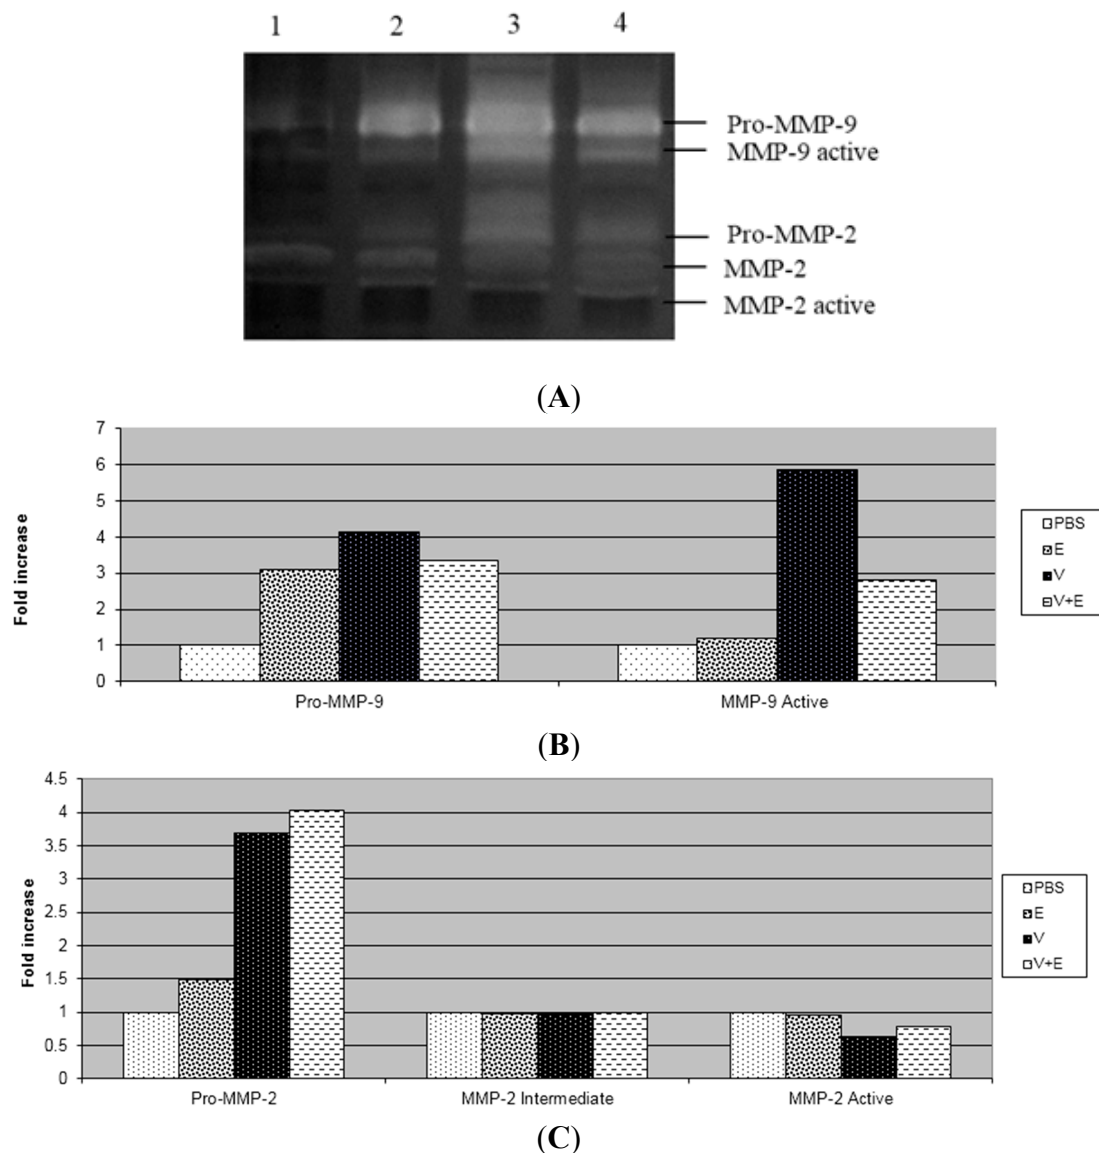 1 2 3 4
Pro-MMP-9
MMP-9 active
Pro-MMP-2
MMP-2
MMP-2 active
(A)
Fold increase
7
6
5
4
3
2
1
0
Pro-MMP-9 MMP-9 Active
PBS
E
V
V+E
(B)
Fold increase
4.5
4
3.5
3
2.5
2
1.5
1
0.5
0
Pro-MMP-2 MMP-2 Intermediate MMP-2 Active
PBS
E
V
V+E
(C)